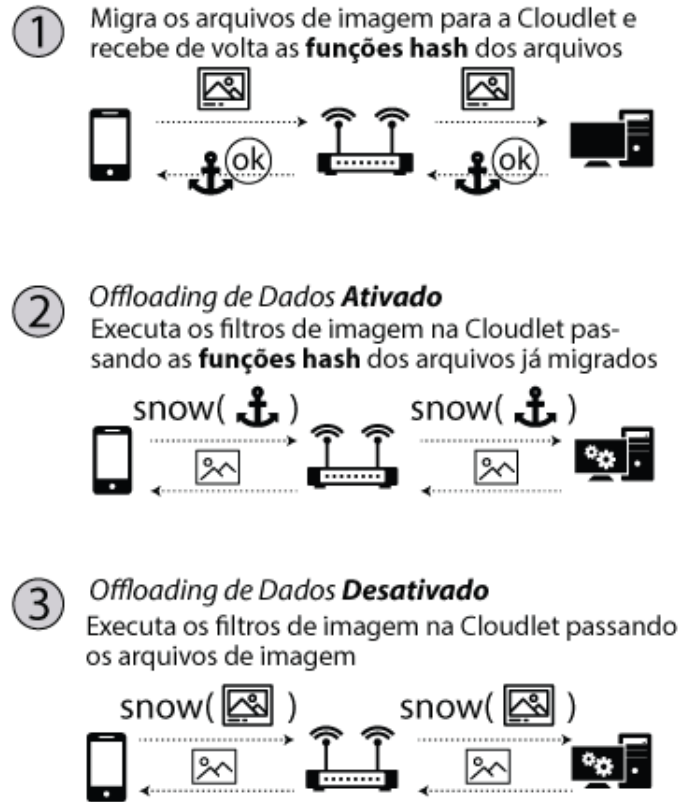 1
Migra os arquivos de imagem para a Cloudlet e
recebe de volta as funções hash dos arquivos
ok
ok
2
Offloading de Dados Ativado
Executa os filtros de imagem na Cloudlet pas-
sando as funções hash dos arquivos já migrados
snow( ) snow( )
3
Offloading de Dados Desativado
Executa os filtros de imagem na Cloudlet passando
os arquivos de imagem
snow( ) snow( )